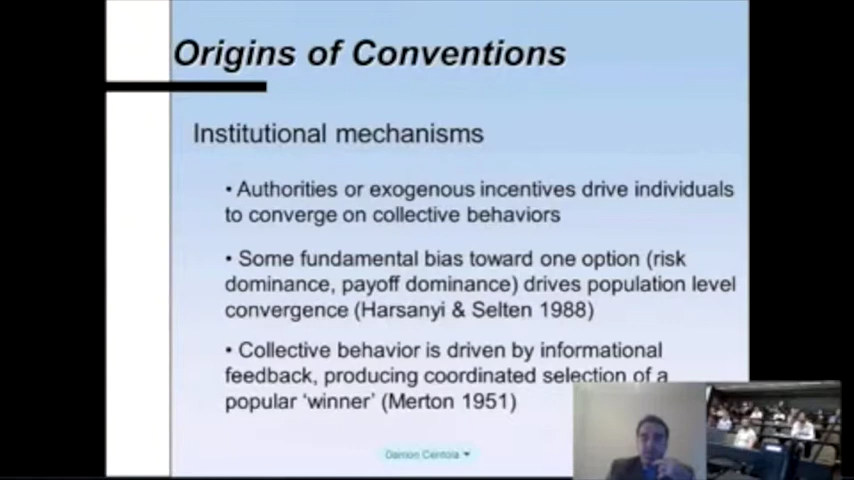 Origins of Conventions
Institutional mechanisms
• Authorities or exogenous incentives drive individuals
to converge on collective behaviors
• Some fundamental bias toward one option (risk
dominance, payoff dominance) drives population level
convergence (Harsanyi & Selten 1988)
• Collective behavior is driven by informational
feedback, producing coordinated selection of a
popular ‘winner’ (Merton 1951)
Damon Centola